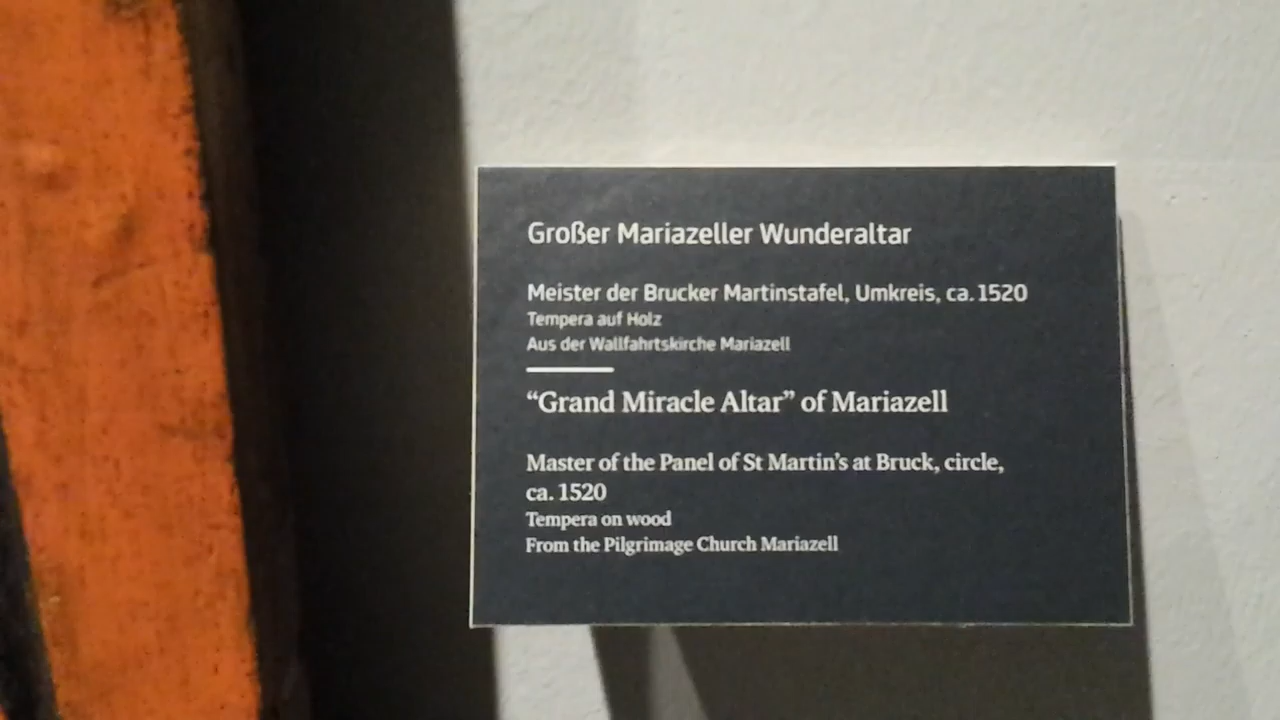 Großer Mariazeller Wunderaltar
Meister der Brucker Martinstafel, Umkreis, ca. 1520
Tempera auf Holz
Aus der Wallfahrtskirche Mariazell
“Grand Miracle Altar” of Mariazell
Master of the Panel of St Martin’s at Bruck, circle,
ca. 1520
Tempera on wood
From the Pilgrimage Church Mariazell